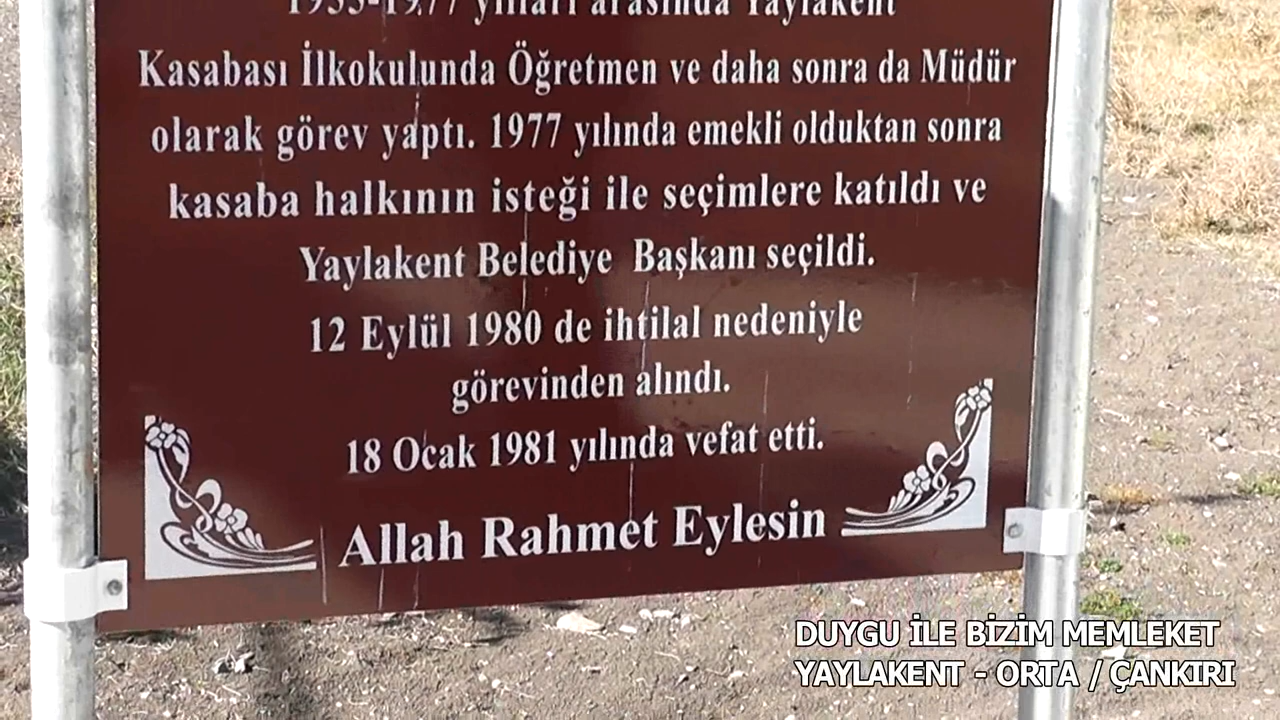 1955-1977 yılları arasında Yaylakent
Kasabası İlkokulunda Öğretmen ve daha sonra da Müdür
olarak görev yaptı. 1977 yılında emekli olduktan sonra
kasaba halkının isteği ile seçimlere katıldı ve
Yaylakent Belediye Başkanı seçildi.
12 Eylül 1980 de ihtilal nedeniyle
görevinden alındı.
18 Ocak 1981 yılında vefat etti.
Allah Rahmet Eylesin
DUYGU İLE BİZİM MEMLEKET
YAYLAKENT - ORTA / ÇANKIRI